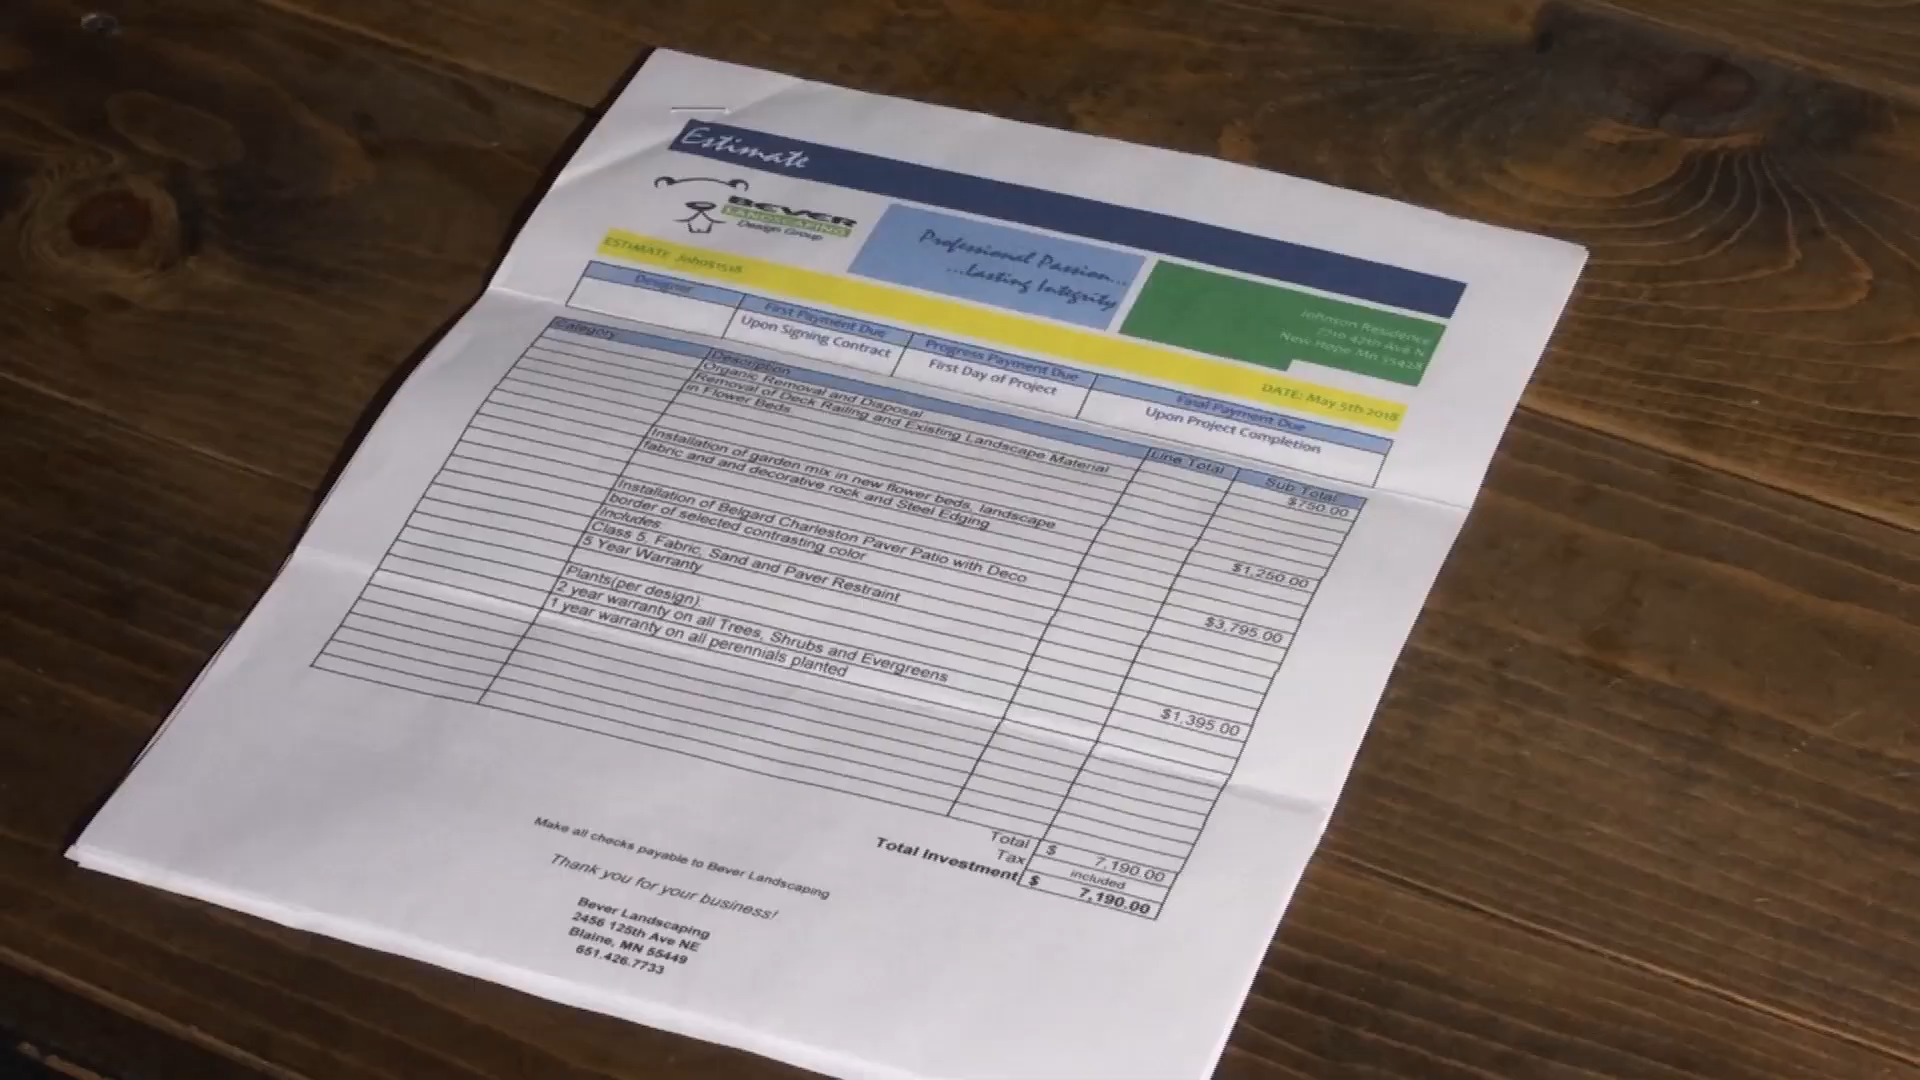 Estimate
BEVER
LANDSCAPING
Design Group
Professional Passion...
...Lasting Integrity
Johnson Residence
7210 42th Ave N
New Hope Mn 55428
ESTIMATE: Johos1518
DATE: May 5th 2018
Designer
First Payment Due
Progress Payment Due
Final Payment Due
Upon Signing Contract
First Day of Project
Upon Project Completion
Category
Description
Line Total
Sub Total
Organic Removal and Disposal
$750.00
Removal of Deck Railing and Existing Landscape Material
in Flower Beds.
Installation of garden mix in new flower beds, landscape
fabric and and decorative rock and Steel Edging
$1,250.00
Installation of Belgard Charleston Paver Patio with Deco
border of selected contrasting color
$3,795.00
Includes:
Class 5, Fabric, Sand and Paver Restraint
5 Year Warranty
Plants(per design).
2 year warranty on all Trees, Shrubs and Evergreens
1 year warranty on all perennials planted
$1,395.00
Total $ 7,190.00
Tax included
Total Investment $ 7,190.00
Make all checks payable to Bever Landscaping
Thank you for your business!
Bever Landscaping
2456 125th Ave NE
Blaine, MN 55449
651.426.7733